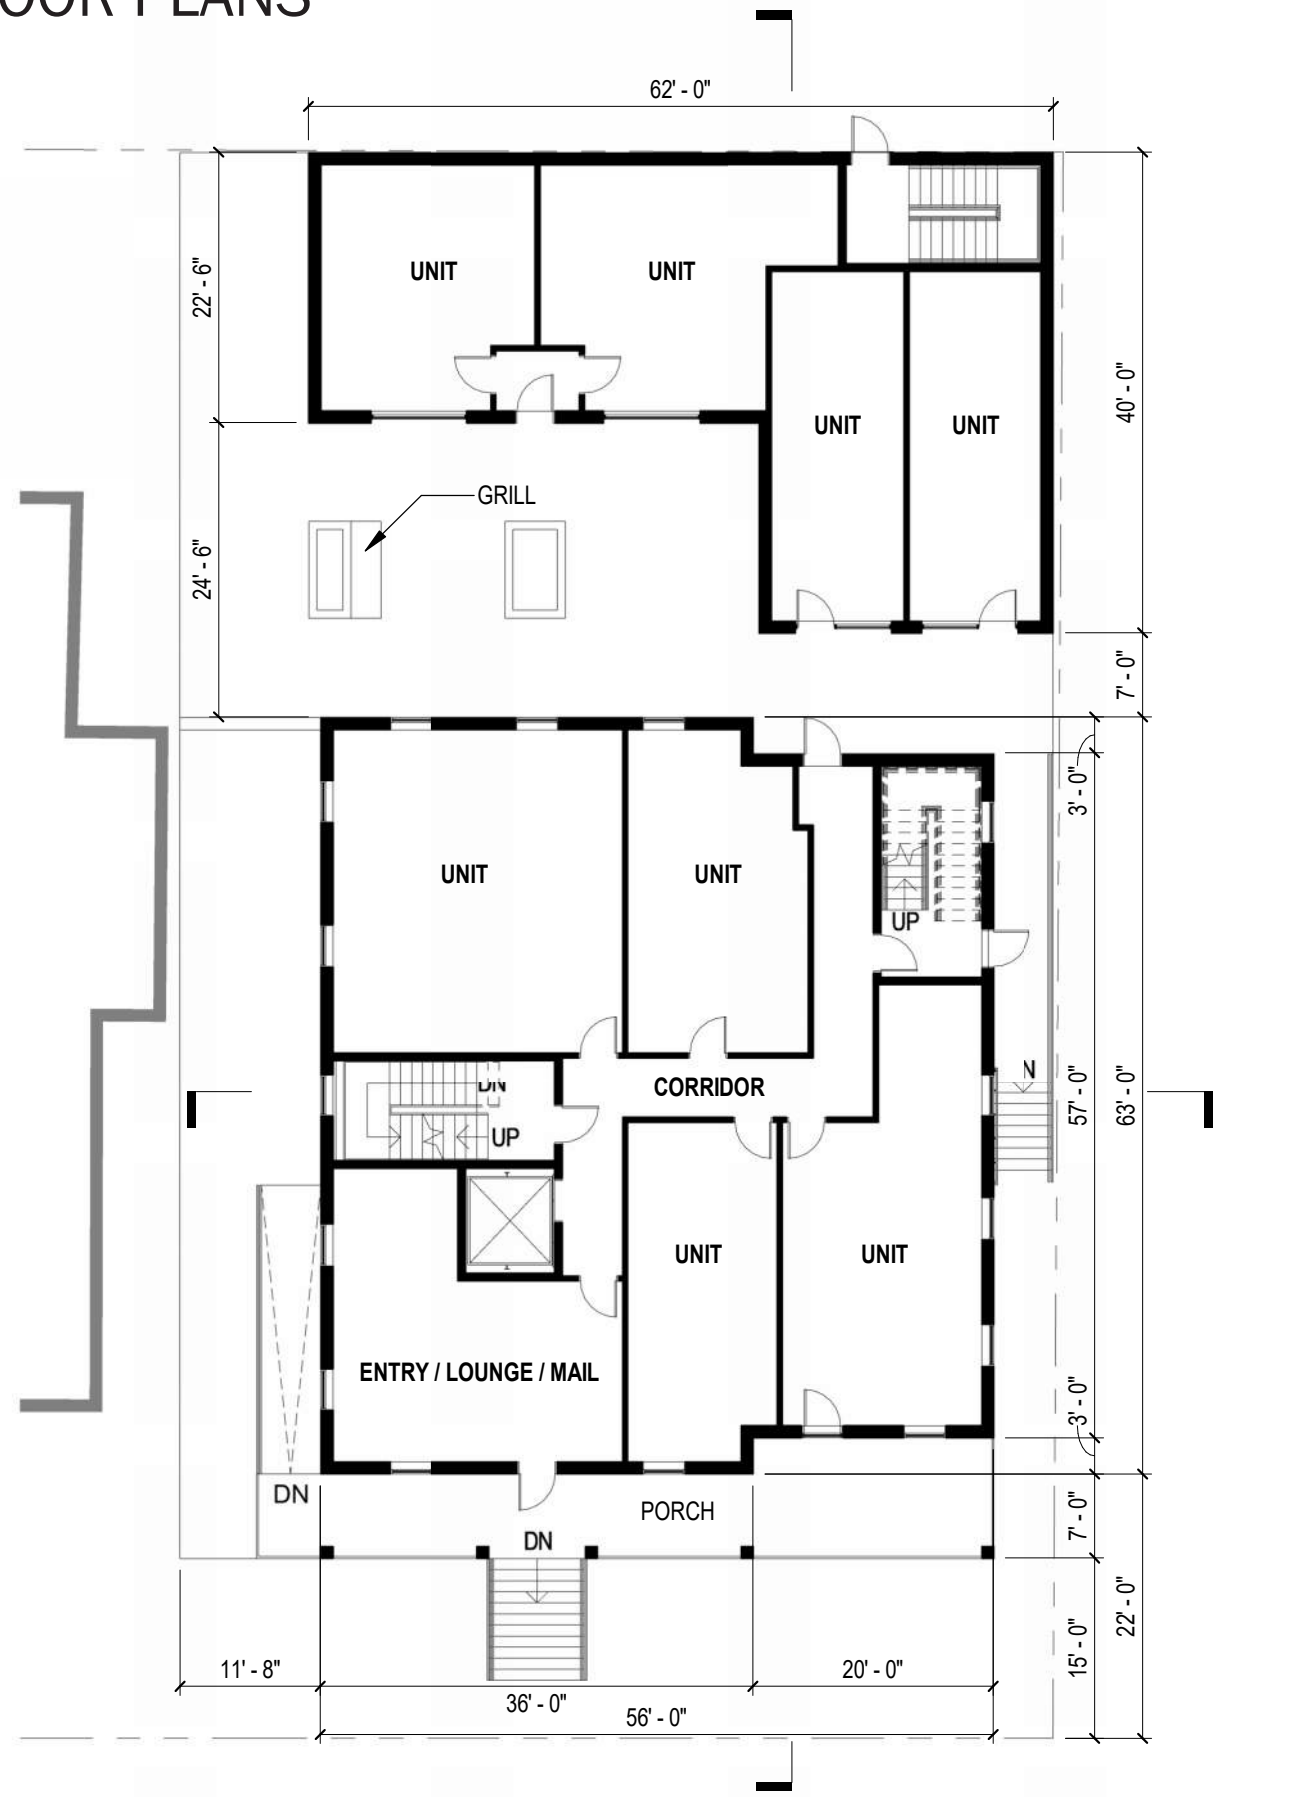 OOR PLANS
62' - 0"
22' - 6"
UNIT
UNIT
40' - 0"
UNIT
UNIT
GRILL
24' - 6"
7' - 0"
3' - 0"
UNIT
UNIT
UP
DN
CORRIDOR
N
57' - 0"
63' - 0"
UP
UNIT
UNIT
ENTRY / LOUNGE / MAIL
3' - 0"
DN
PORCH
7' - 0"
DN
22' - 0"
15' - 0"
11' - 8"
20' - 0"
36' - 0"
56' - 0"